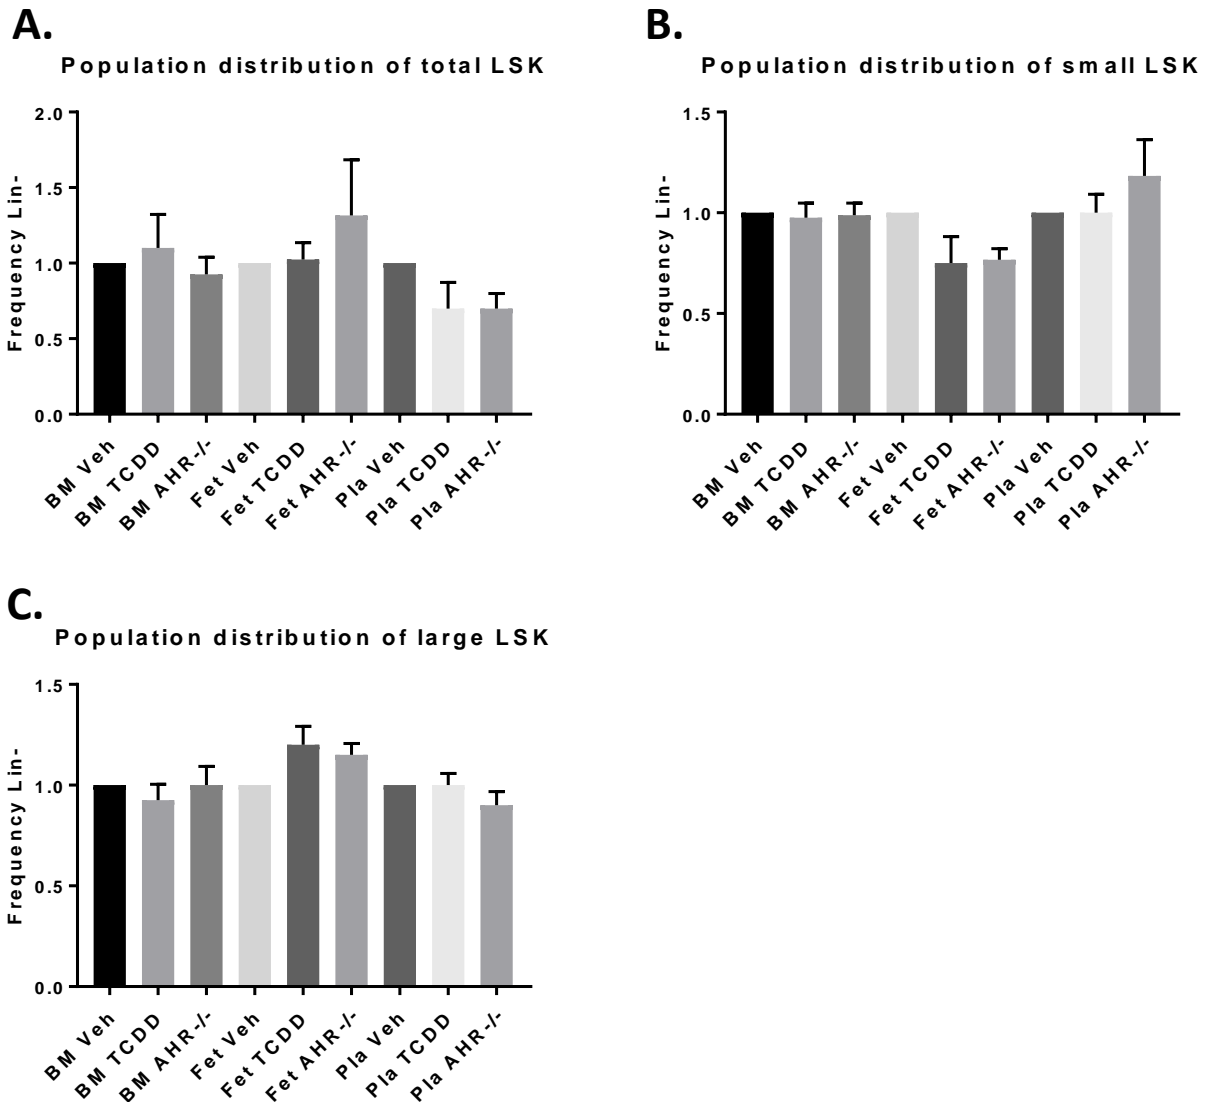 A.
Population distribution of total LSK
Frequency Lin-
2.0
1.5
1.0
0.5
0.0
BM Veh
BM TCDD
BM AHR-/-
Fet Veh
Fet TCDD
Fet AHR-/-
Pla Veh
Pla TCDD
Pla AHR-/-
B.
Population distribution of small LSK
Frequency Lin-
1.5
1.0
0.5
0.0
BM Veh
BM TCDD
BM AHR-/-
Fet Veh
Fet TCDD
Fet AHR-/-
Pla Veh
Pla TCDD
Pla AHR-/-
C.
Population distribution of large LSK
Frequency Lin-
1.5
1.0
0.5
0.0
BM Veh
BM TCDD
BM AHR-/-
Fet Veh
Fet TCDD
Fet AHR-/-
Pla Veh
Pla TCDD
Pla AHR-/-